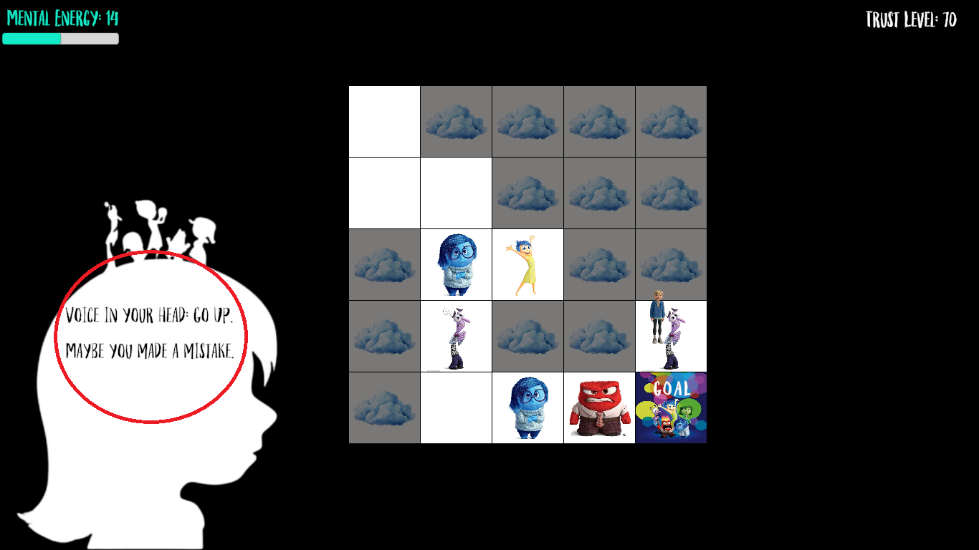 MENTAL ENERGY: 14
TRUST LEVEL: 70
VOICE IN YOUR HEAD: GO UP.
MAYBE YOU MADE A MISTAKE.
GOAL